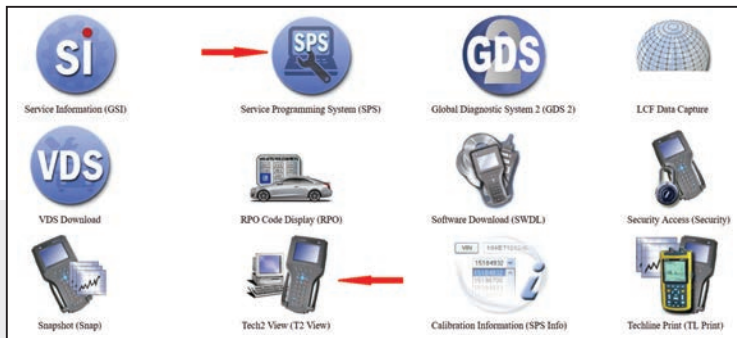 Si
SPS
GDS
2
Service Information (GSI)
Service Programming System (SPS)
Global Diagnostic System 2 (GDS 2)
LCF Data Capture
VDS
VDS Download
RPO Code Display (RPO)
Software Download (SWDL)
Security Access (Security)
VIN
i
Snapshot (Snap)
Tech2 View (T2 View)
Calibration Information (SPS Info)
Techline Print (TL Print)